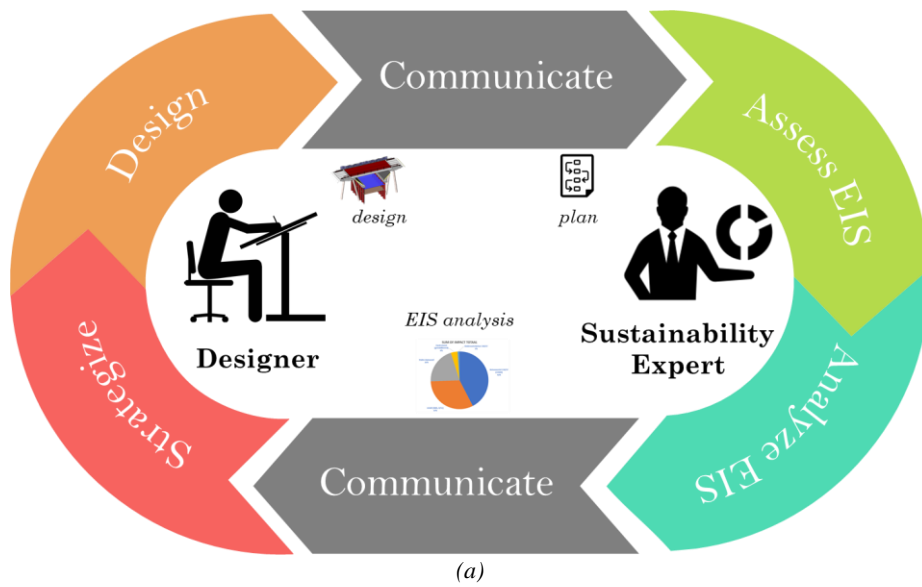 Communicate
Design
Assess EIS
design
plan
EIS analysis
Designer
Sustainability
Expert
Strategize
Analyze EIS
Communicate
(a)